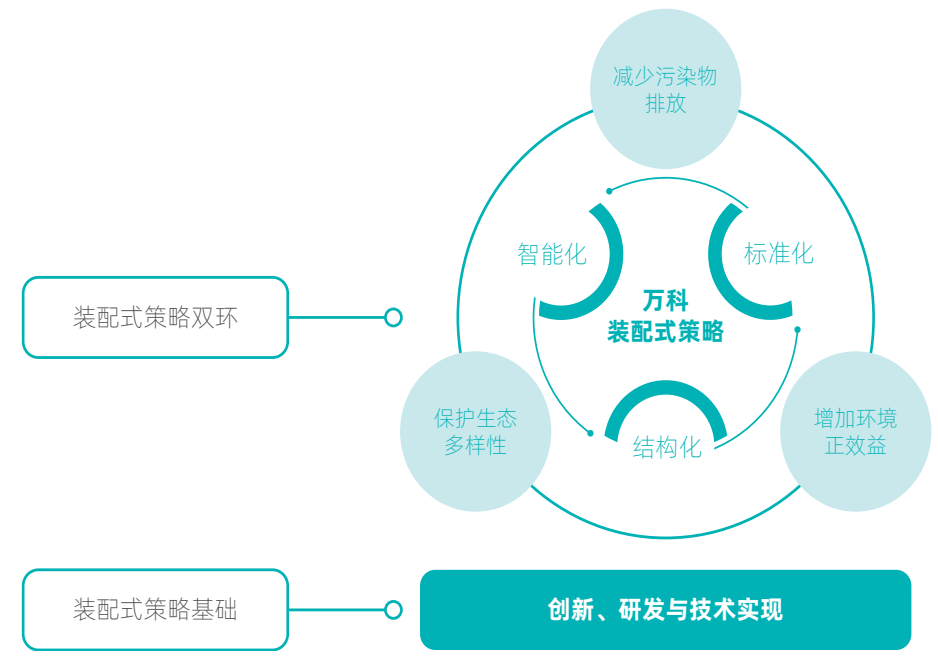 减少污染物
排放
智能化
标准化
万科
装配式策略
装配式策略双环
保护生态
多样性
结构化
增加环境
正效益
装配式策略基础
创新、研发与技术实现